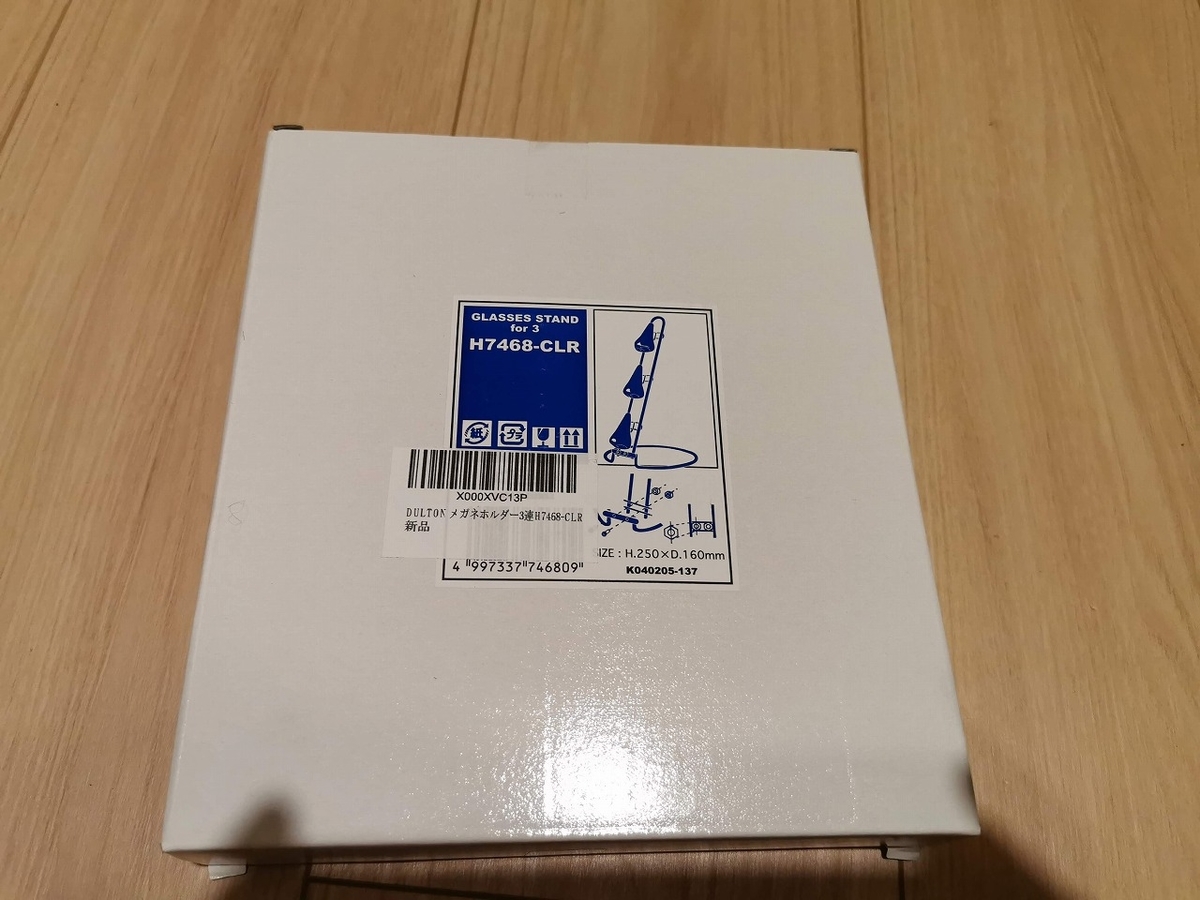 GLASSES STAND
for 3
H7468-CLR
紙
プラ
X000XVC13P
DULTON メガネホルダー3連H7468-CLR
新品
SIZE : H.250×D.160mm
4 997337 746809
K040205-137